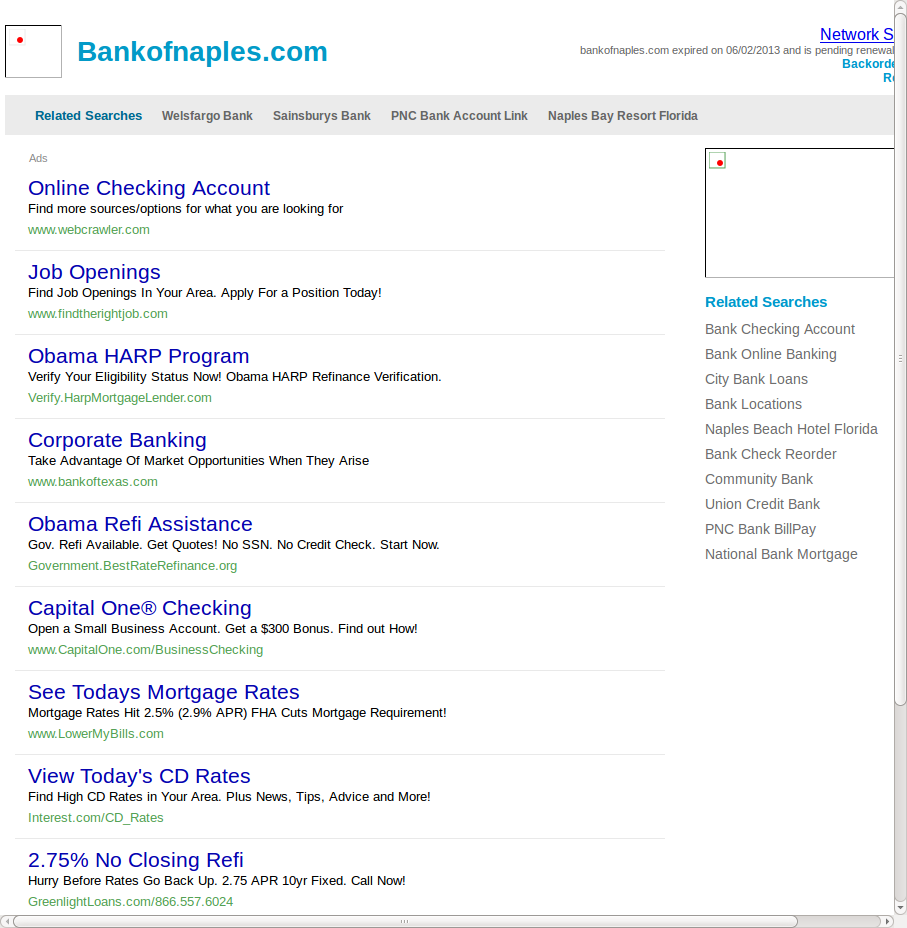 Bankofnaples.com
Network S
bankofnaples.com expired on 06/02/2013 and is pending renewal
Backorde
Re
Related Searches Welsfargo Bank Sainsburys Bank PNC Bank Account Link Naples Bay Resort Florida
Ads
Online Checking Account
Find more sources/options for what you are looking for
www.webcrawler.com
Job Openings
Find Job Openings In Your Area. Apply For a Position Today!
www.findtherightjob.com
Obama HARP Program
Verify Your Eligibility Status Now! Obama HARP Refinance Verification.
Verify.HarpMortgageLender.com
Corporate Banking
Take Advantage Of Market Opportunities When They Arise
www.bankoftexas.com
Obama Refi Assistance
Gov. Refi Available. Get Quotes! No SSN. No Credit Check. Start Now.
Government.BestRateRefinance.org
Capital One® Checking
Open a Small Business Account. Get a $300 Bonus. Find out How!
www.CapitalOne.com/BusinessChecking
See Todays Mortgage Rates
Mortgage Rates Hit 2.5% (2.9% APR) FHA Cuts Mortgage Requirement!
www.LowerMyBills.com
View Today's CD Rates
Find High CD Rates in Your Area. Plus News, Tips, Advice and More!
Interest.com/CD_Rates
2.75% No Closing Refi
Hurry Before Rates Go Back Up. 2.75 APR 10yr Fixed. Call Now!
GreenlightLoans.com/866.557.6024
Related Searches
Bank Checking Account
Bank Online Banking
City Bank Loans
Bank Locations
Naples Beach Hotel Florida
Bank Check Reorder
Community Bank
Union Credit Bank
PNC Bank BillPay
National Bank Mortgage